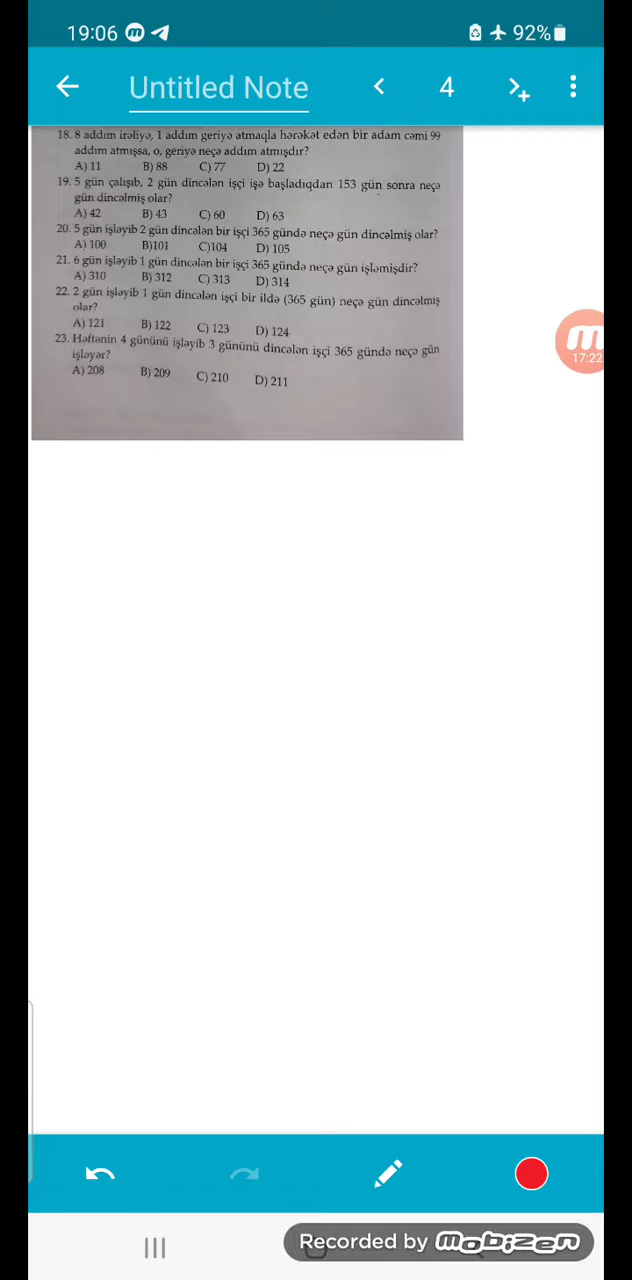 19:06
92%
Untitled Note
4
18. 8 addım irəliyə, 1 addım geriyə atmaqla hərəkət edən bir adam cəmi 99
addım atmışsa, o, geriyə neçə addım atmışdır?
A) 11 B) 88 C) 77 D) 22
19. 5 gün çalışıb, 2 gün dincələn işçi işə başladıqdan 153 gün sonra neçə
gün dincəlmiş olar?
A) 42 B) 43 C) 60 D) 63
20. 5 gün işləyib 2 gün dincələn bir işçi 365 gündə neçə gün dincəlmiş olar?
A) 100 B)101 C)104 D) 105
21. 6 gün işləyib 1 gün dincələn bir işçi 365 gündə neçə gün işləmişdir?
A) 310 B) 312 C) 313 D) 314
22. 2 gün işləyib 1 gün dincələn işçi bir ildə (365 gün) neçə gün dincəlmiş
olar?
A) 121 B) 122 C) 123 D) 124
23. Həftənin 4 gününü işləyib 3 gününü dincələn işçi 365 gündə neçə gün
işləyər?
A) 208 B) 209 C) 210 D) 211
m
17:22
Recorded by mobizen